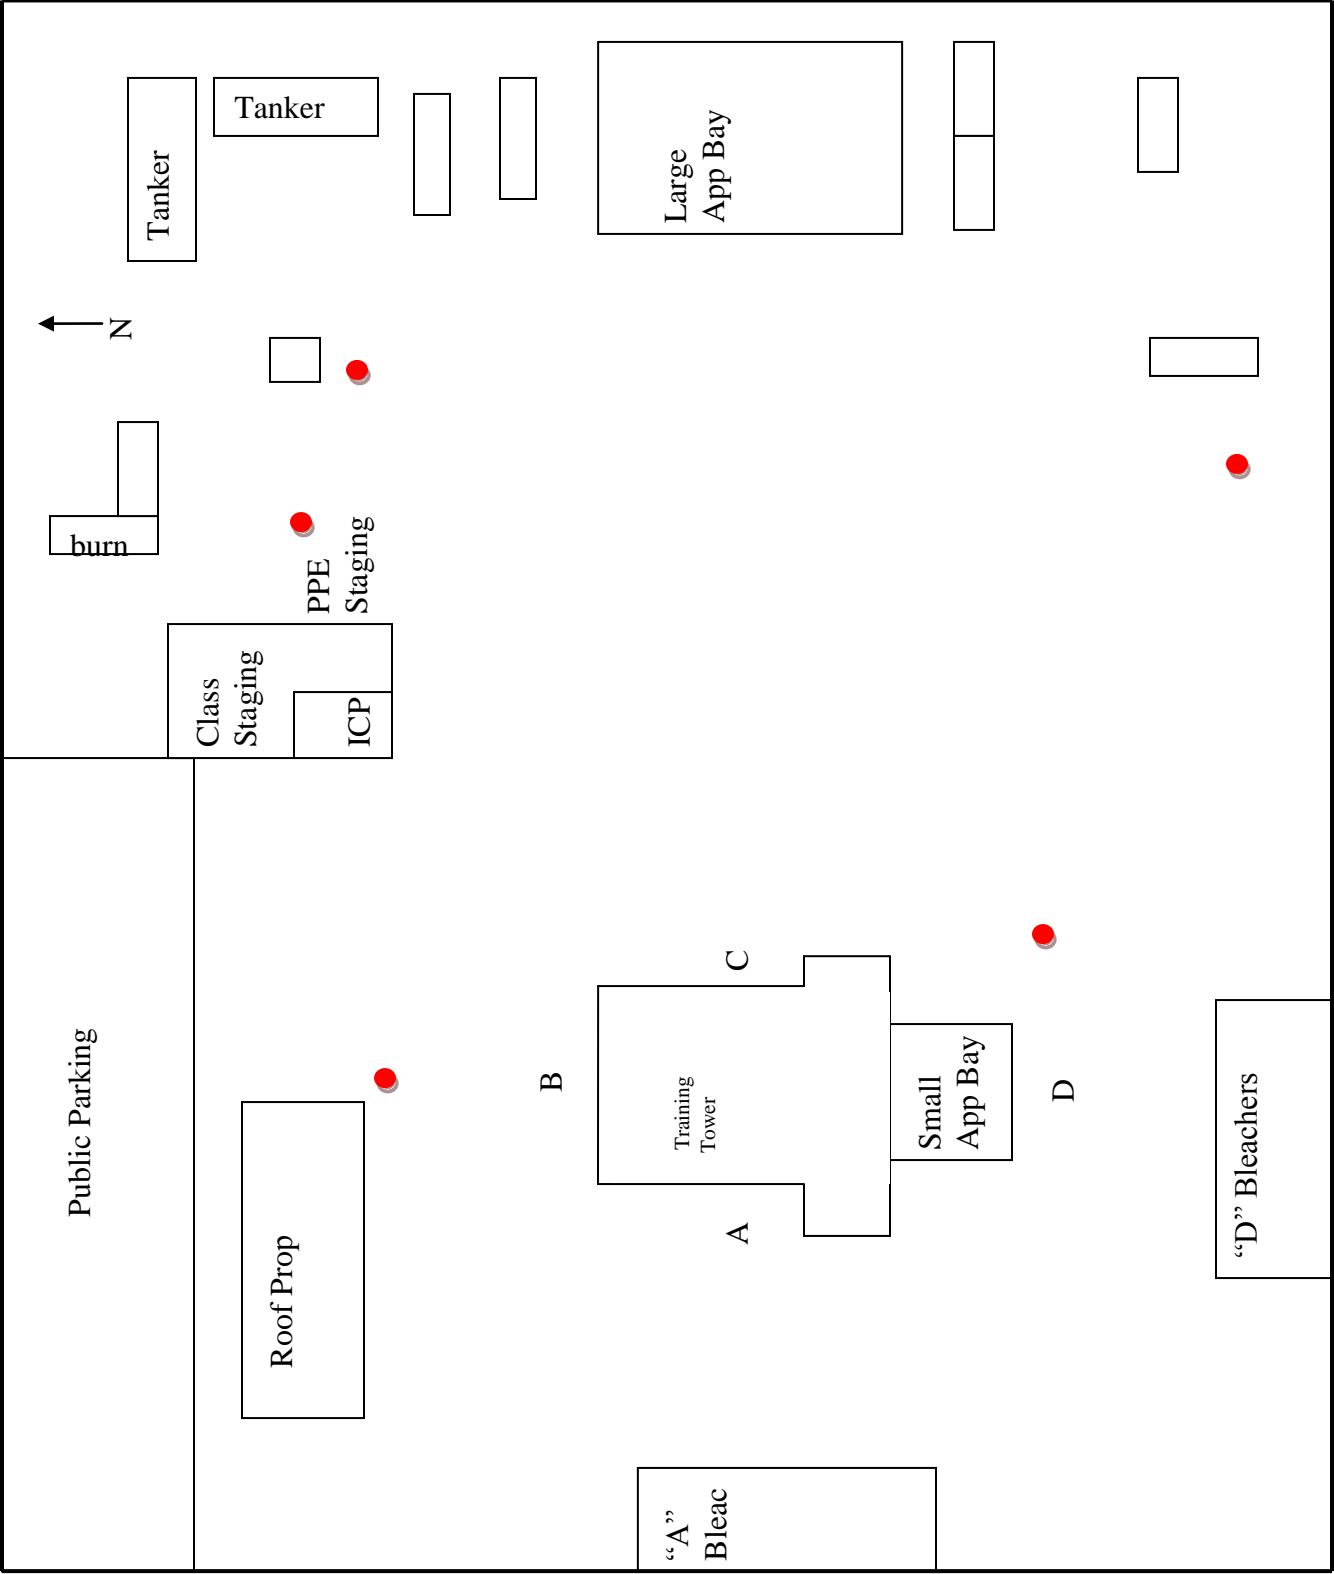 Tanker
Tanker
Large
App Bay
N
burn
PPE
Staging
Class
Staging
ICP
Public Parking
C
B
Training
Tower
Small
App Bay
D
A
Roof Prop
“D” Bleachers
“A”
Bleac